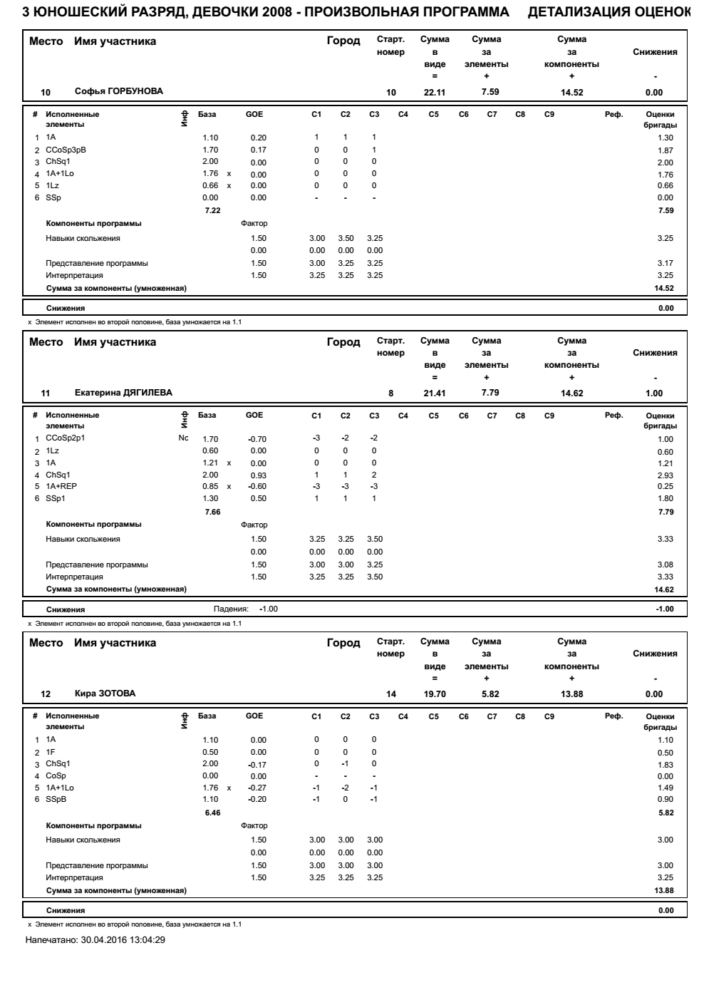 3 ЮНОШЕСКИЙ РАЗРЯД, ДЕВОЧКИ 2008 - ПРОИЗВОЛЬНАЯ ПРОГРАММА ДЕТАЛИЗАЦИЯ ОЦЕНОК
Место Имя участника Город Старт. Сумма Сумма Сумма
номер в за за Снижения
виде элементы компоненты
= + + -
10 Софья ГОРБУНОВА 10 22.11 7.59 14.52 0.00
# Исполненные Инф База GOE C1 C2 C3 C4 C5 C6 C7 C8 C9 Реф. Оценки
элементы бригады
1 1A 1.10 0.20 1 1 1 1.30
2 CCoSp3pB 1.70 0.17 0 0 1 1.87
3 ChSq1 2.00 0.00 0 0 0 2.00
4 1A+1Lo 1.76 x 0.00 0 0 0 1.76
5 1Lz 0.66 x 0.00 0 0 0 0.66
6 SSp 0.00 0.00 - - - 0.00
7.22 7.59
Компоненты программы Фактор
Навыки скольжения 1.50 3.00 3.50 3.25 3.25
0.00 0.00 0.00 0.00
Представление программы 1.50 3.00 3.25 3.25 3.17
Интерпретация 1.50 3.25 3.25 3.25 3.25
Сумма за компоненты (умноженная) 14.52
Снижения 0.00
x Элемент исполнен во второй половине, база умножается на 1.1
Место Имя участника Город Старт. Сумма Сумма Сумма
номер в за за Снижения
виде элементы компоненты
= + + -
11 Екатерина ДЯГИЛЕВА 8 21.41 7.79 14.62 1.00
# Исполненные Инф База GOE C1 C2 C3 C4 C5 C6 C7 C8 C9 Реф. Оценки
элементы бригады
1 CCoSp2p1 Nc 1.70 -0.70 -3 -2 -2 1.00
2 1Lz 0.60 0.00 0 0 0 0.60
3 1A 1.21 x 0.00 0 0 0 1.21
4 ChSq1 2.00 0.93 1 1 2 2.93
5 1A+REP 0.85 x -0.60 -3 -3 -3 0.25
6 SSp1 1.30 0.50 1 1 1 1.80
7.66 7.79
Компоненты программы Фактор
Навыки скольжения 1.50 3.25 3.25 3.50 3.33
0.00 0.00 0.00 0.00
Представление программы 1.50 3.00 3.00 3.25 3.08
Интерпретация 1.50 3.25 3.25 3.50 3.33
Сумма за компоненты (умноженная) 14.62
Снижения Падения: -1.00 -1.00
x Элемент исполнен во второй половине, база умножается на 1.1
Место Имя участника Город Старт. Сумма Сумма Сумма
номер в за за Снижения
виде элементы компоненты
= + + -
12 Кира ЗОТОВА 14 19.70 5.82 13.88 0.00
# Исполненные Инф База GOE C1 C2 C3 C4 C5 C6 C7 C8 C9 Реф. Оценки
элементы бригады
1 1A 1.10 0.00 0 0 0 1.10
2 1F 0.50 0.00 0 0 0 0.50
3 ChSq1 2.00 -0.17 0 -1 0 1.83
4 CoSp 0.00 0.00 - - - 0.00
5 1A+1Lo 1.76 x -0.27 -1 -2 -1 1.49
6 SSpB 1.10 -0.20 -1 0 -1 0.90
6.46 5.82
Компоненты программы Фактор
Навыки скольжения 1.50 3.00 3.00 3.00 3.00
0.00 0.00 0.00 0.00
Представление программы 1.50 3.00 3.00 3.00 3.00
Интерпретация 1.50 3.25 3.25 3.25 3.25
Сумма за компоненты (умноженная) 13.88
Снижения 0.00
x Элемент исполнен во второй половине, база умножается на 1.1
Напечатано: 30.04.2016 13:04:29